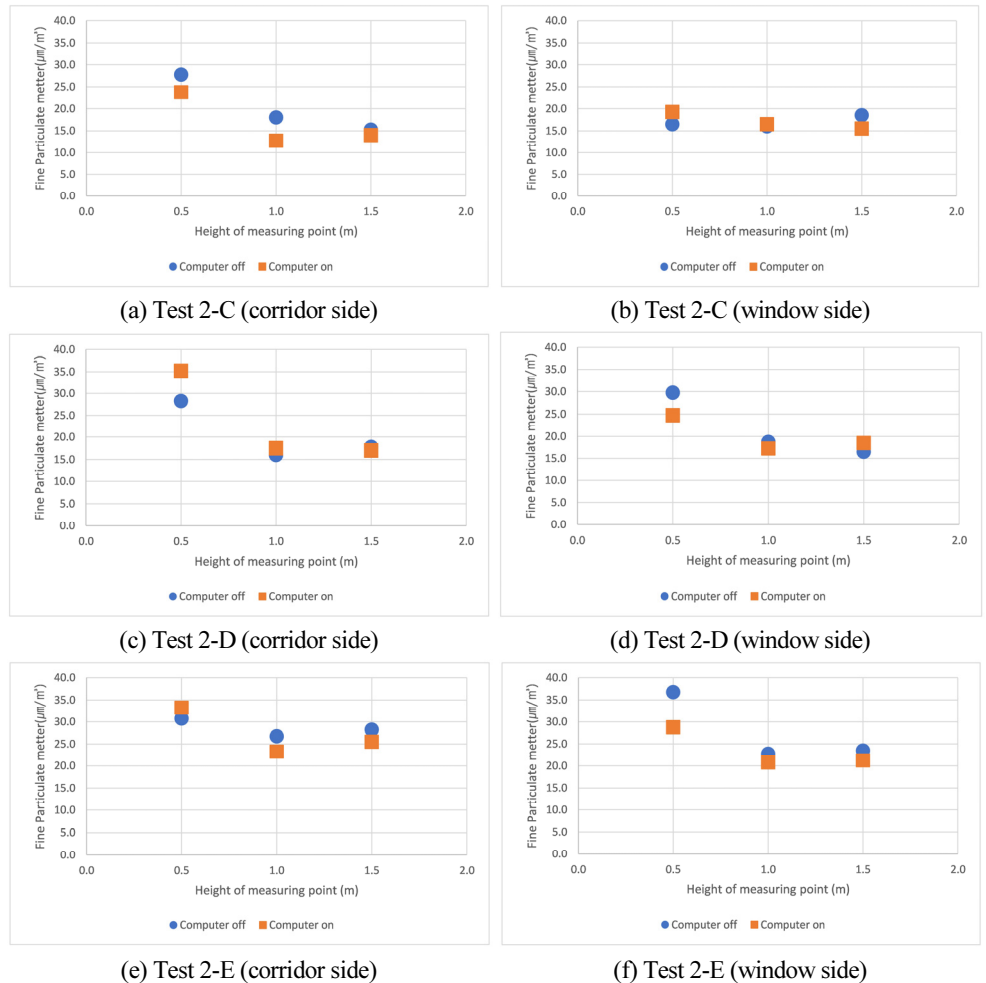 40.0
35.0
30.0
25.0
20.0
15.0
10.0
5.0
0.0
Fine Particulate metter(㎛/㎥)
0.0 0.5 1.0 1.5 2.0
Height of measuring point (m)
Computer off Computer on
(a) Test 2-C (corridor side)
40.0
35.0
30.0
25.0
20.0
15.0
10.0
5.0
0.0
Fine Particulate metter(㎛/㎥)
0.0 0.5 1.0 1.5 2.0
Height of measuring point (m)
Computer off Computer on
(b) Test 2-C (window side)
40.0
35.0
30.0
25.0
20.0
15.0
10.0
5.0
0.0
Fine Particulate metter(㎛/㎥)
0.0 0.5 1.0 1.5 2.0
Height of measuring point (m)
Computer off Computer on
(c) Test 2-D (corridor side)
40.0
35.0
30.0
25.0
20.0
15.0
10.0
5.0
0.0
Fine Particulate metter(㎛/㎥)
0.0 0.5 1.0 1.5 2.0
Height of measuring point (m)
Computer off Computer on
(d) Test 2-D (window side)
40.0
35.0
30.0
25.0
20.0
15.0
10.0
5.0
0.0
Fine Particulate metter(㎛/㎥)
0.0 0.5 1.0 1.5 2.0
Height of measuring point (m)
Computer off Computer on
(e) Test 2-E (corridor side)
40.0
35.0
30.0
25.0
20.0
15.0
10.0
5.0
0.0
Fine Particulate metter(㎛/㎥)
0.0 0.5 1.0 1.5 2.0
Height of measuring point (m)
Computer off Computer on
(f) Test 2-E (window side)